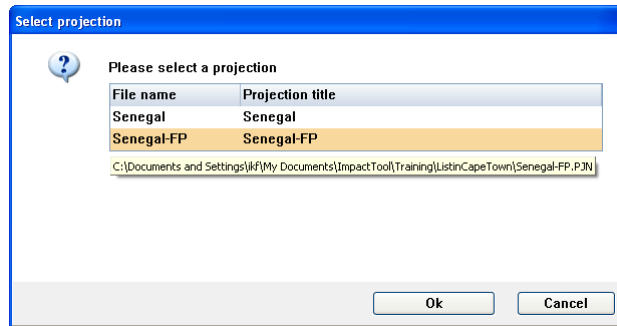 Select projection
Please select a projection
File name Projection title
Senegal Senegal
Senegal-FP Senegal-FP
C:\Documents and Settings\ikf\My Documents\ImpactTool\Training\ListinCapeTown\Senegal-FP.PJN
Ok Cancel